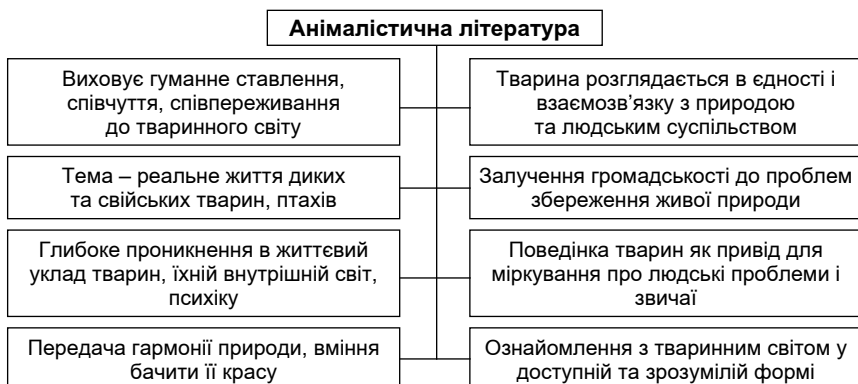 Анімалістична література
Виховує гуманне ставлення,
співчуття, співпереживання
до тваринного світу
Тварина розглядається в єдності і
взаємозв’язку з природою
та людським суспільством
Тема – реальне життя диких
та свійських тварин, птахів
Залучення громадськості до проблем
збереження живої природи
Глибоке проникнення в життєвий
уклад тварин, їхній внутрішній світ,
психіку
Поведінка тварин як привід для
міркування про людські проблеми і
звичаї
Передача гармонії природи, вміння
бачити її красу
Ознайомлення з тваринним світом у
доступній та зрозумілій формі